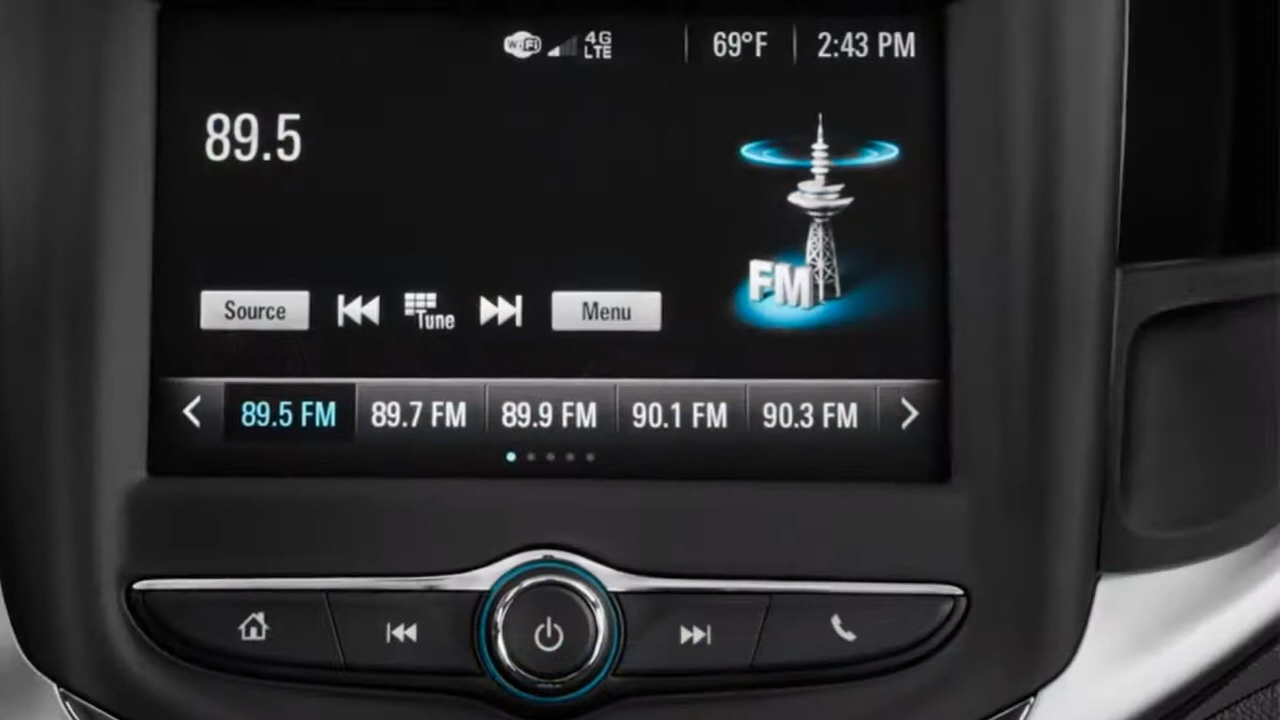 WiFi 4G LTE 69°F 2:43 PM
89.5
FM
Source Tune Menu
89.5 FM 89.7 FM 89.9 FM 90.1 FM 90.3 FM